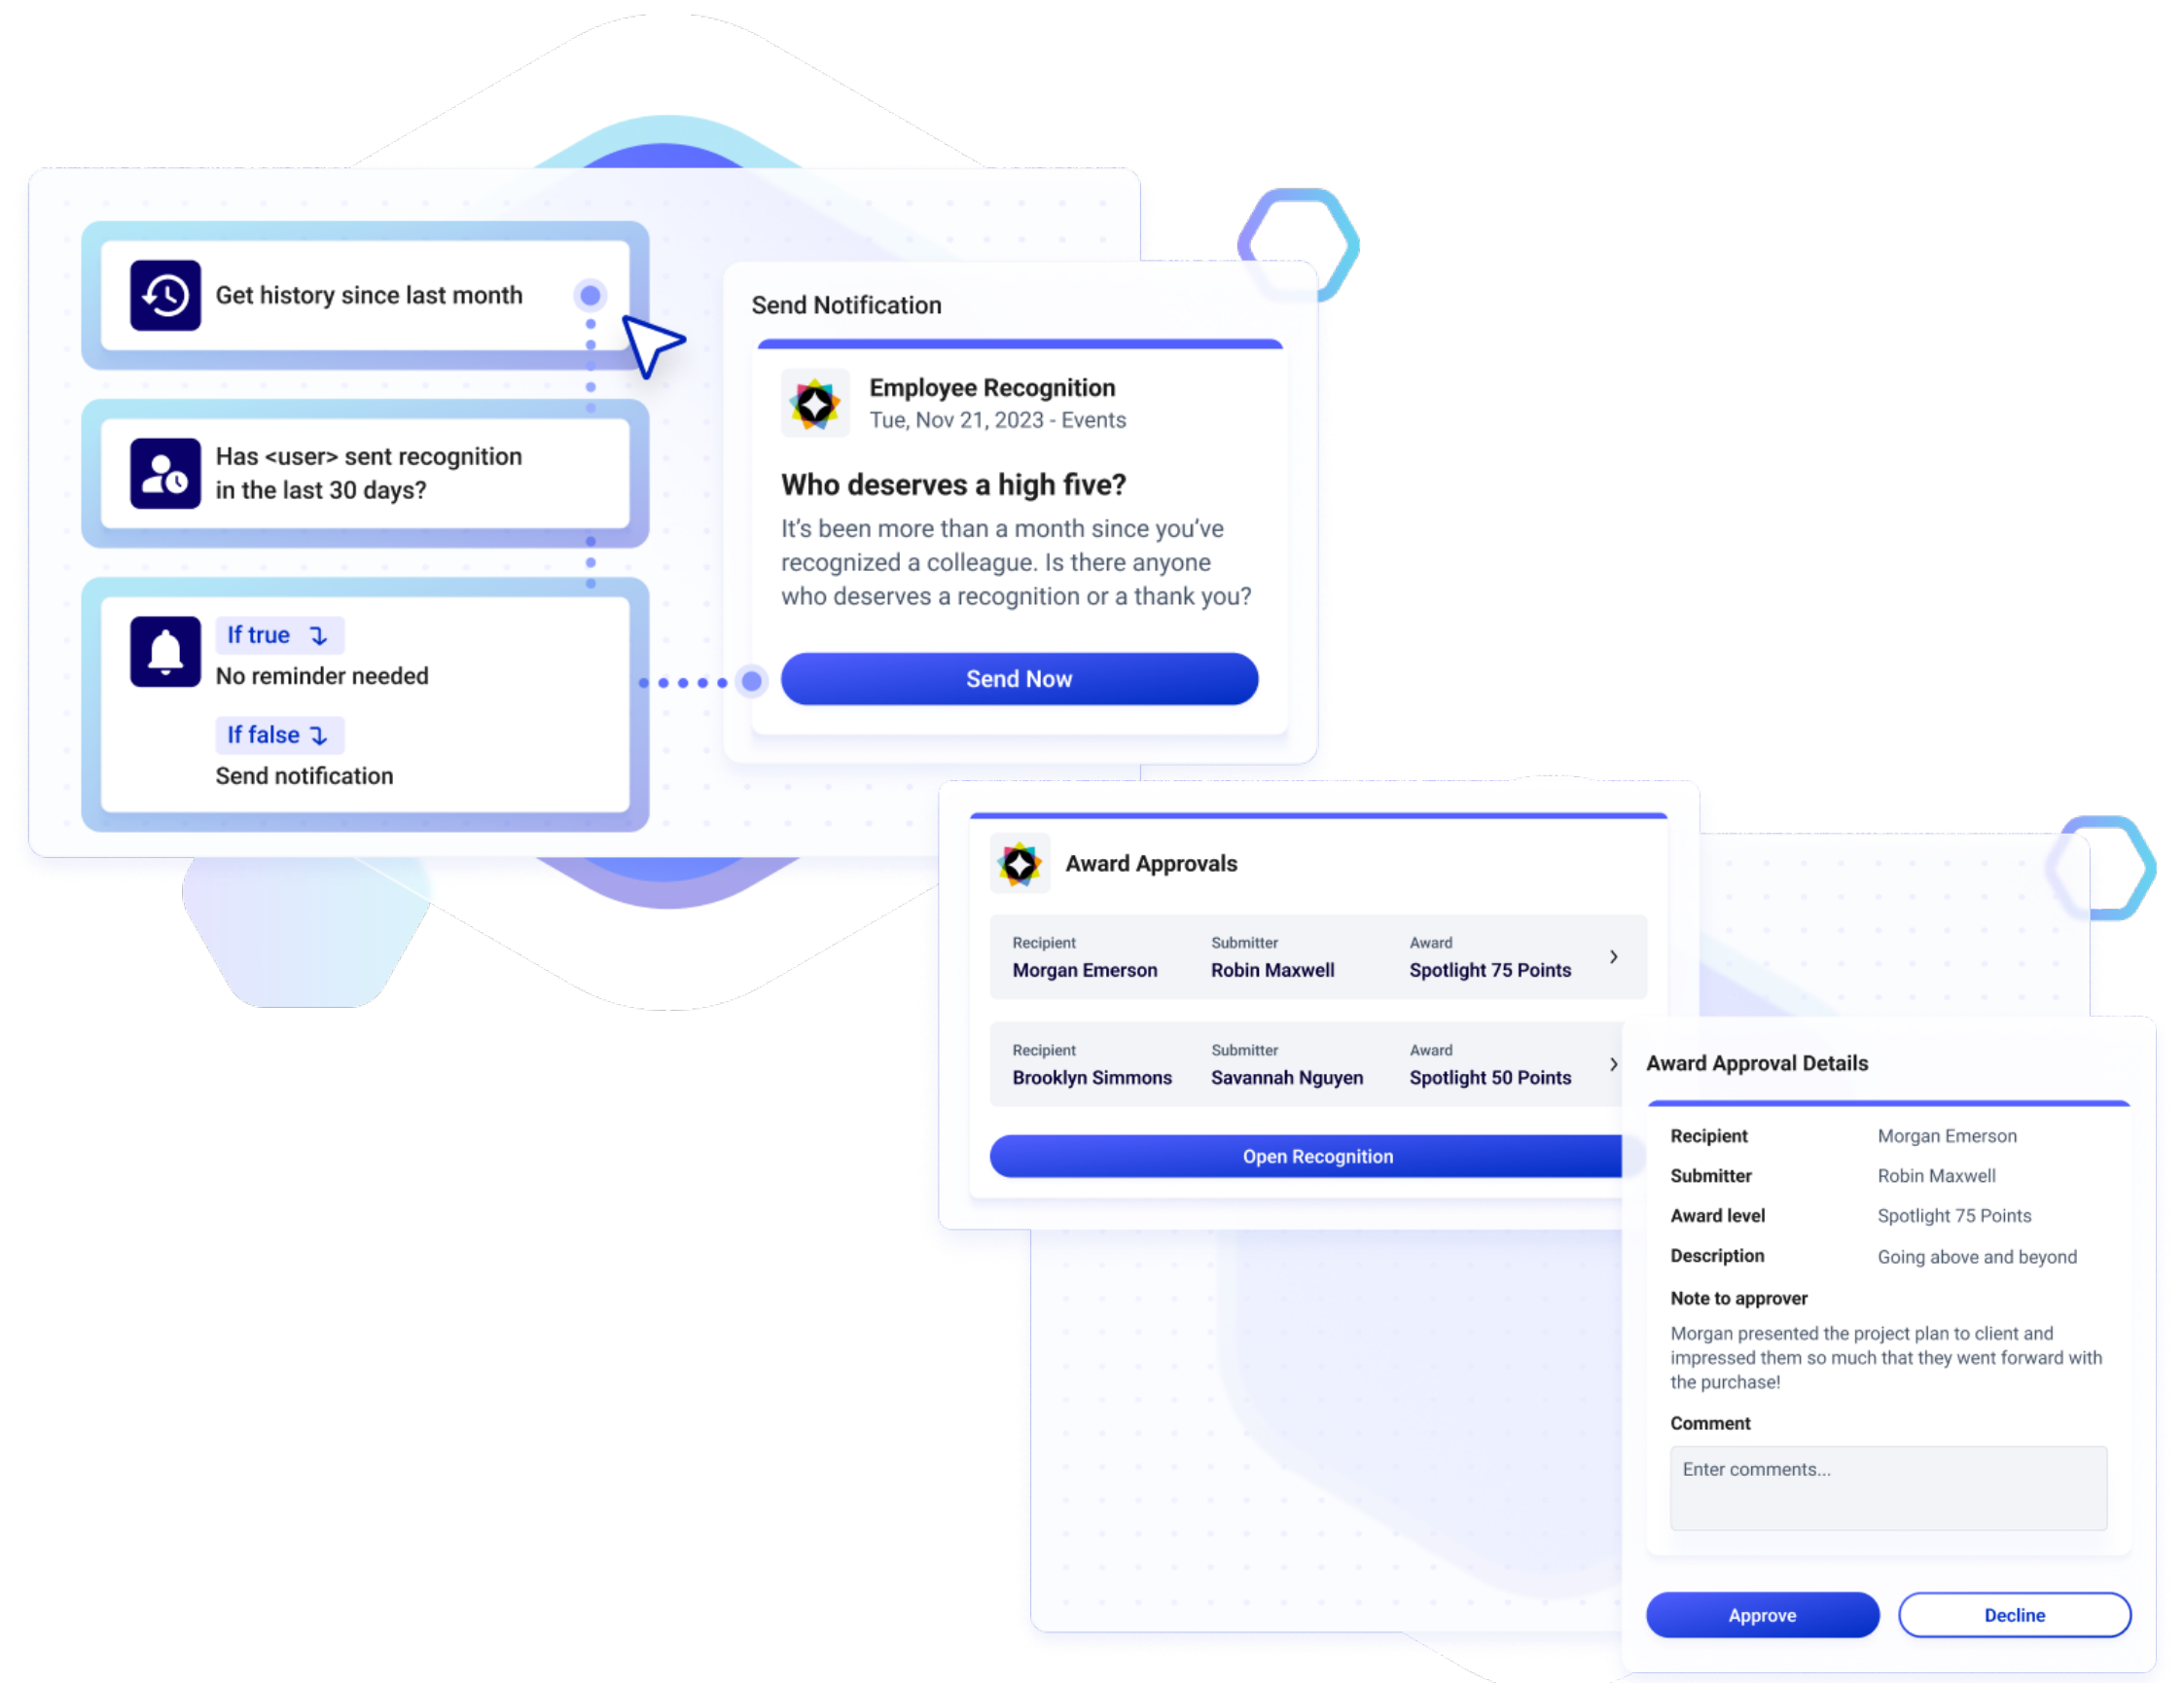 Get history since last month
Has <user> sent recognition
in the last 30 days?
If true
No reminder needed
If false
Send notification
Send Notification
Employee Recognition
Tue, Nov 21, 2023 - Events
Who deserves a high five?
It's been more than a month since you've
recognized a colleague. Is there anyone
who deserves a recognition or a thank you?
Send Now
Award Approvals
Recipient Submitter Award
Morgan Emerson Robin Maxwell Spotlight 75 Points
Recipient Submitter Award
Brooklyn Simmons Savannah Nguyen Spotlight 50 Points
Open Recognition
Award Approval Details
Recipient Morgan Emerson
Submitter Robin Maxwell
Award level Spotlight 75 Points
Description Going above and beyond
Note to approver
Morgan presented the project plan to client and
impressed them so much that they went forward with
the purchase!
Comment
Enter comments...
Approve Decline